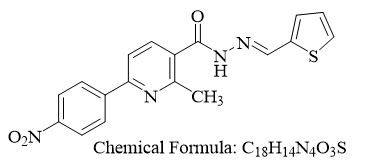 O
N
N
H
S
N
CH₃
O₂N
Chemical Formula: C₁₈H₁₄N₄O₃S